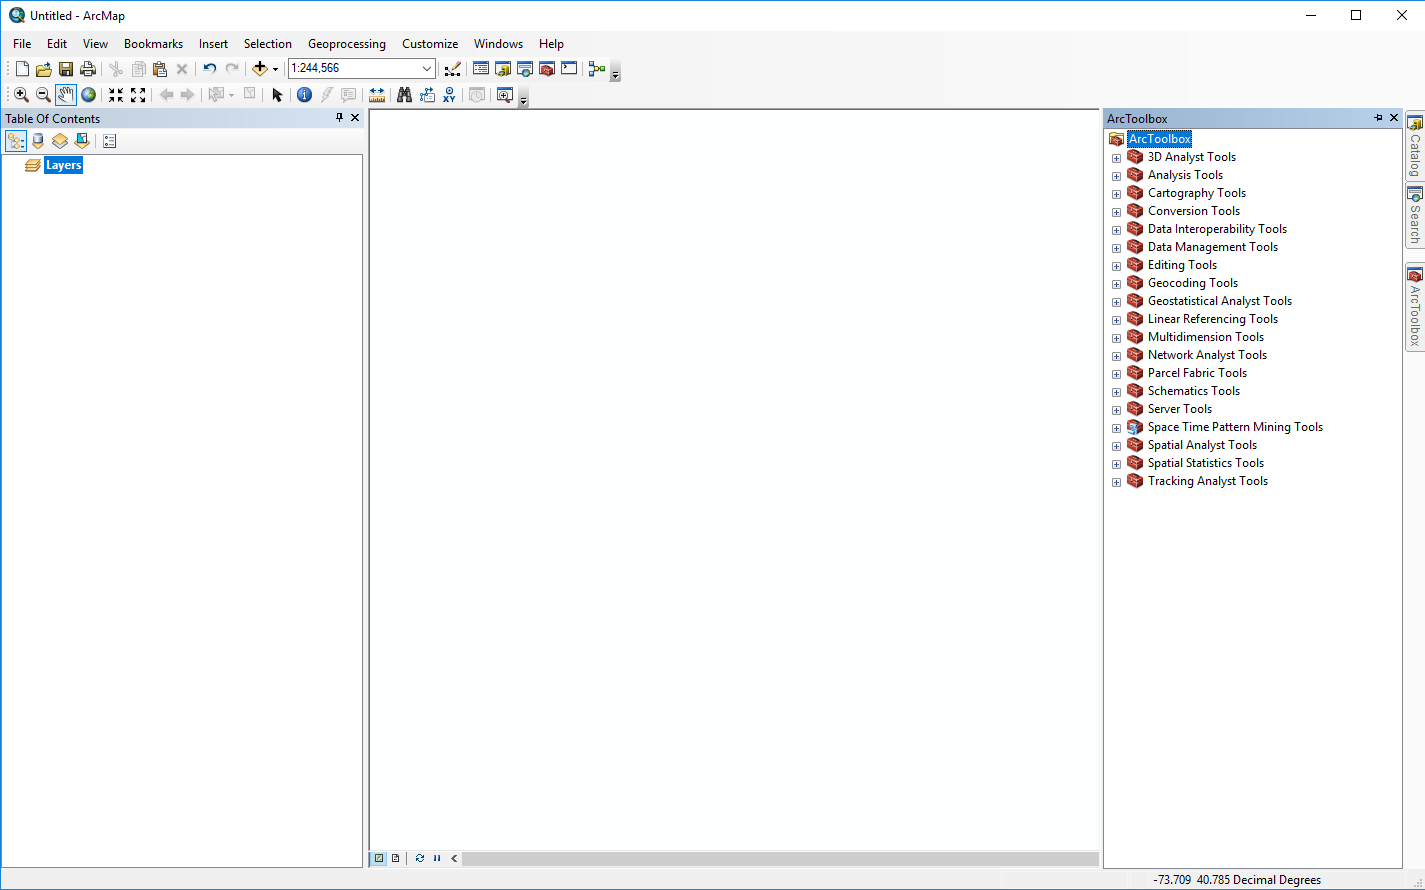 Untitled - ArcMap
File Edit View Bookmarks Insert Selection Geoprocessing Customize Windows Help
1:244,566
XY
Table Of Contents
Layers
ArcToolbox
ArcToolbox
3D Analyst Tools
Analysis Tools
Cartography Tools
Conversion Tools
Data Interoperability Tools
Data Management Tools
Editing Tools
Geocoding Tools
Geostatistical Analyst Tools
Linear Referencing Tools
Multidimension Tools
Network Analyst Tools
Parcel Fabric Tools
Schematics Tools
Server Tools
Space Time Pattern Mining Tools
Spatial Analyst Tools
Spatial Statistics Tools
Tracking Analyst Tools
Catalog
Search
ArcToolbox
-73.709 40.785 Decimal Degrees